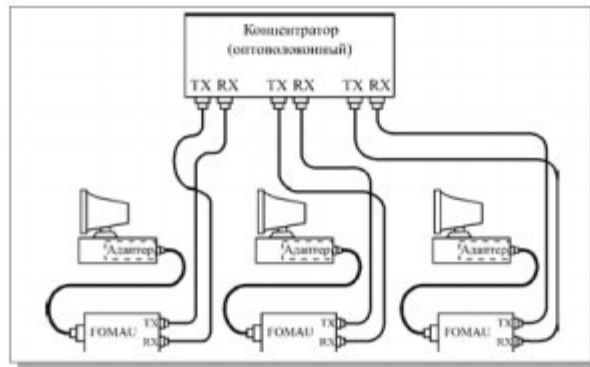 Концентратор
(оптоволоконный)
TX RX TX RX TX RX
Адаптер Адаптер Адаптер
FOMAU TX RX FOMAU TX RX FOMAU TX RX